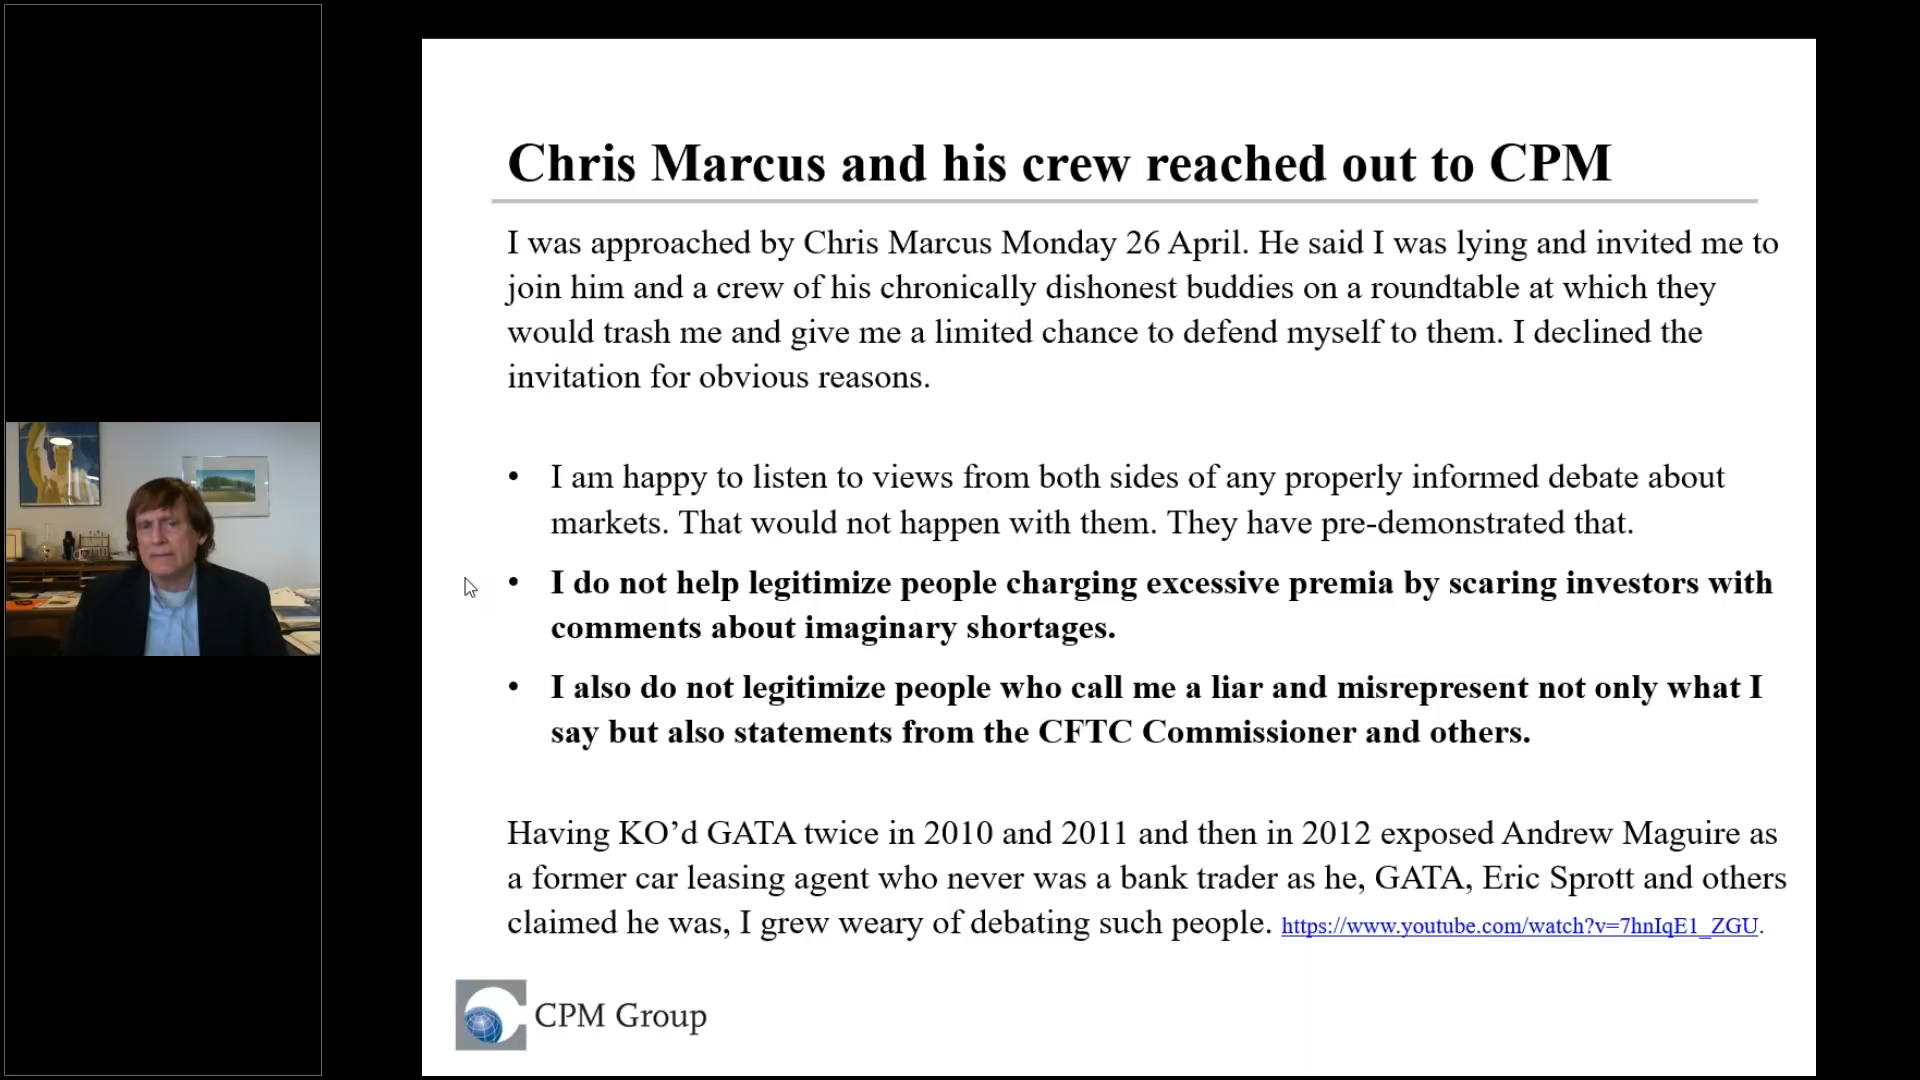 Chris Marcus and his crew reached out to CPM
I was approached by Chris Marcus Monday 26 April. He said I was lying and invited me to
join him and a crew of his chronically dishonest buddies on a roundtable at which they
would trash me and give me a limited chance to defend myself to them. I declined the
invitation for obvious reasons.
• I am happy to listen to views from both sides of any properly informed debate about
markets. That would not happen with them. They have pre-demonstrated that.
• I do not help legitimize people charging excessive premia by scaring investors with
comments about imaginary shortages.
• I also do not legitimize people who call me a liar and misrepresent not only what I
say but also statements from the CFTC Commissioner and others.
Having KO’d GATA twice in 2010 and 2011 and then in 2012 exposed Andrew Maguire as
a former car leasing agent who never was a bank trader as he, GATA, Eric Sprott and others
claimed he was, I grew weary of debating such people. https://www.youtube.com/watch?v=7hnIqE1_ZGU.
CPM Group